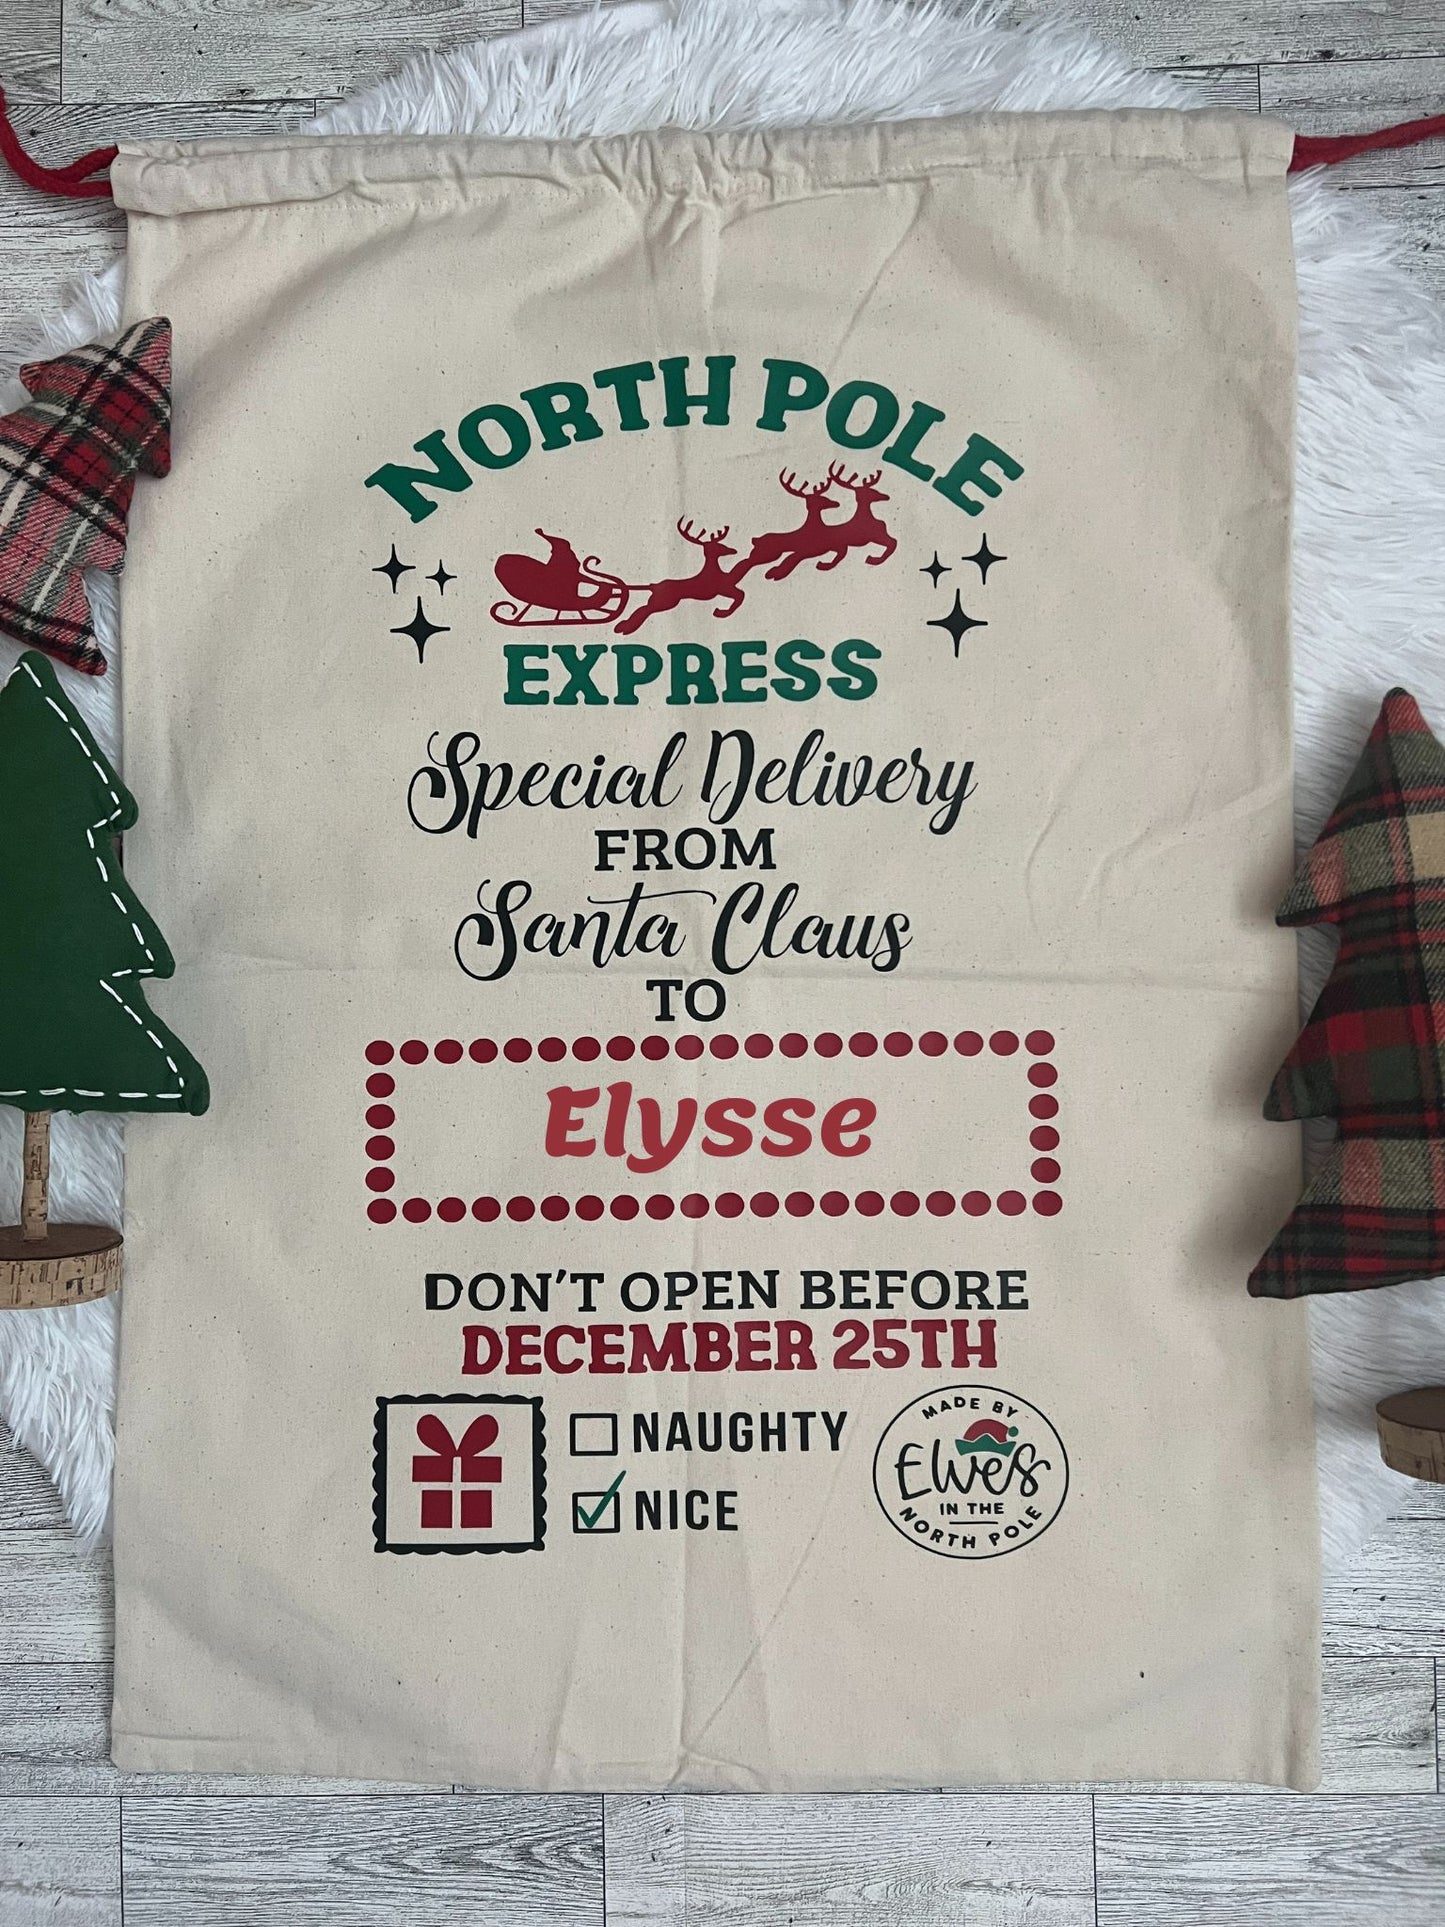 NORTH POLE
EXPRESS
Special Delivery
FROM
Santa Claus
TO
Elysse
DON'T OPEN BEFORE
DECEMBER 25TH
NAUGHTY
NICE
MADE BY
Elves
IN THE
NORTH POLE